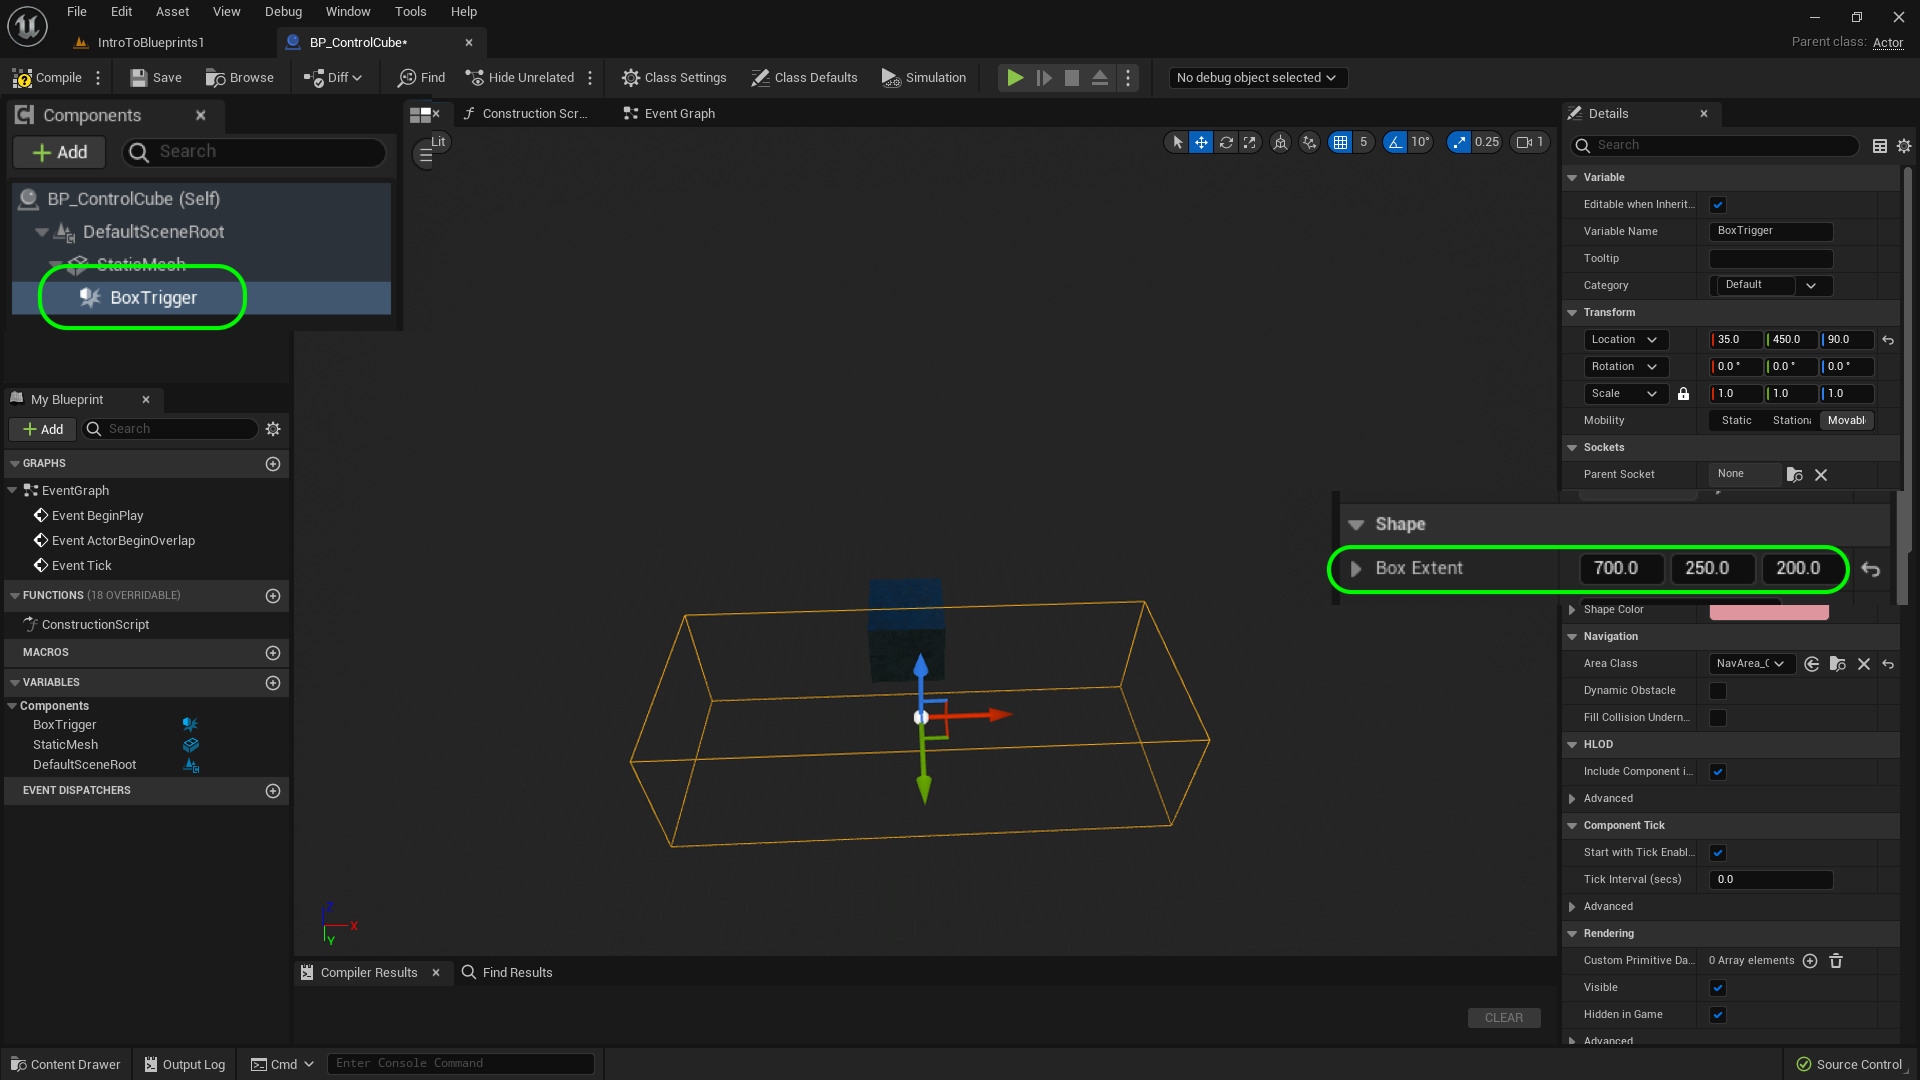 File Edit Asset View Debug Window Tools Help
IntroToBlueprints1
BP_ControlCube*
Parent class: Actor
Compile Save Browse Diff Find Hide Unrelated Class Settings Class Defaults Simulation No debug object selected
Components
Add Search
BP_ControlCube (Self)
DefaultSceneRoot
StaticMesh
BoxTrigger
My Blueprint
Add Search
GRAPHS
EventGraph
Event BeginPlay
Event ActorBeginOverlap
Event Tick
FUNCTIONS (18 OVERRIDABLE)
ConstructionScript
MACROS
VARIABLES
Components
BoxTrigger
StaticMesh
DefaultSceneRoot
EVENT DISPATCHERS
Construction Scr... Event Graph
Lit 5 10° 0.25 1
Z
X
Y
Compiler Results Find Results
CLEAR
Details
Search
Variable
Editable when Inherit...
Variable Name BoxTrigger
Tooltip
Category Default
Transform
Location 35.0 450.0 90.0
Rotation 0.0 ° 0.0 ° 0.0 °
Scale 1.0 1.0 1.0
Mobility Static Station Movabl
Sockets
Parent Socket None
Shape
Box Extent 700.0 250.0 200.0
Shape Color
Navigation
Area Class NavArea_
Dynamic Obstacle
Fill Collision Undern...
HLOD
Include Component i...
Advanced
Component Tick
Start with Tick Enabl...
Tick Interval (secs) 0.0
Advanced
Rendering
Custom Primitive Da... 0 Array elements
Visible
Hidden in Game
Advanced
Content Drawer Output Log Cmd Enter Console Command Source Control